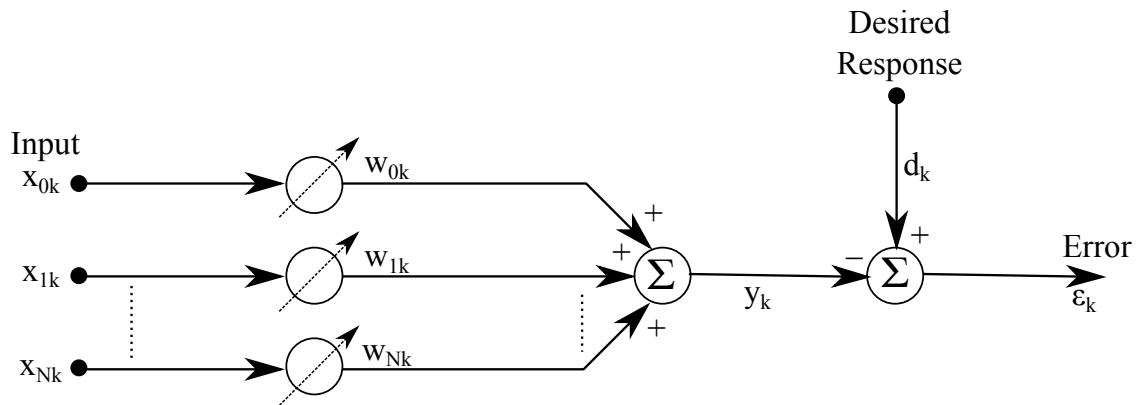 Desired
Response
Input
x₀ₖ
w₀ₖ
dₖ
+
+
+
Error
x₁ₖ
w₁ₖ
Σ
−
Σ
yₖ
εₖ
+
xₙₖ
wₙₖ